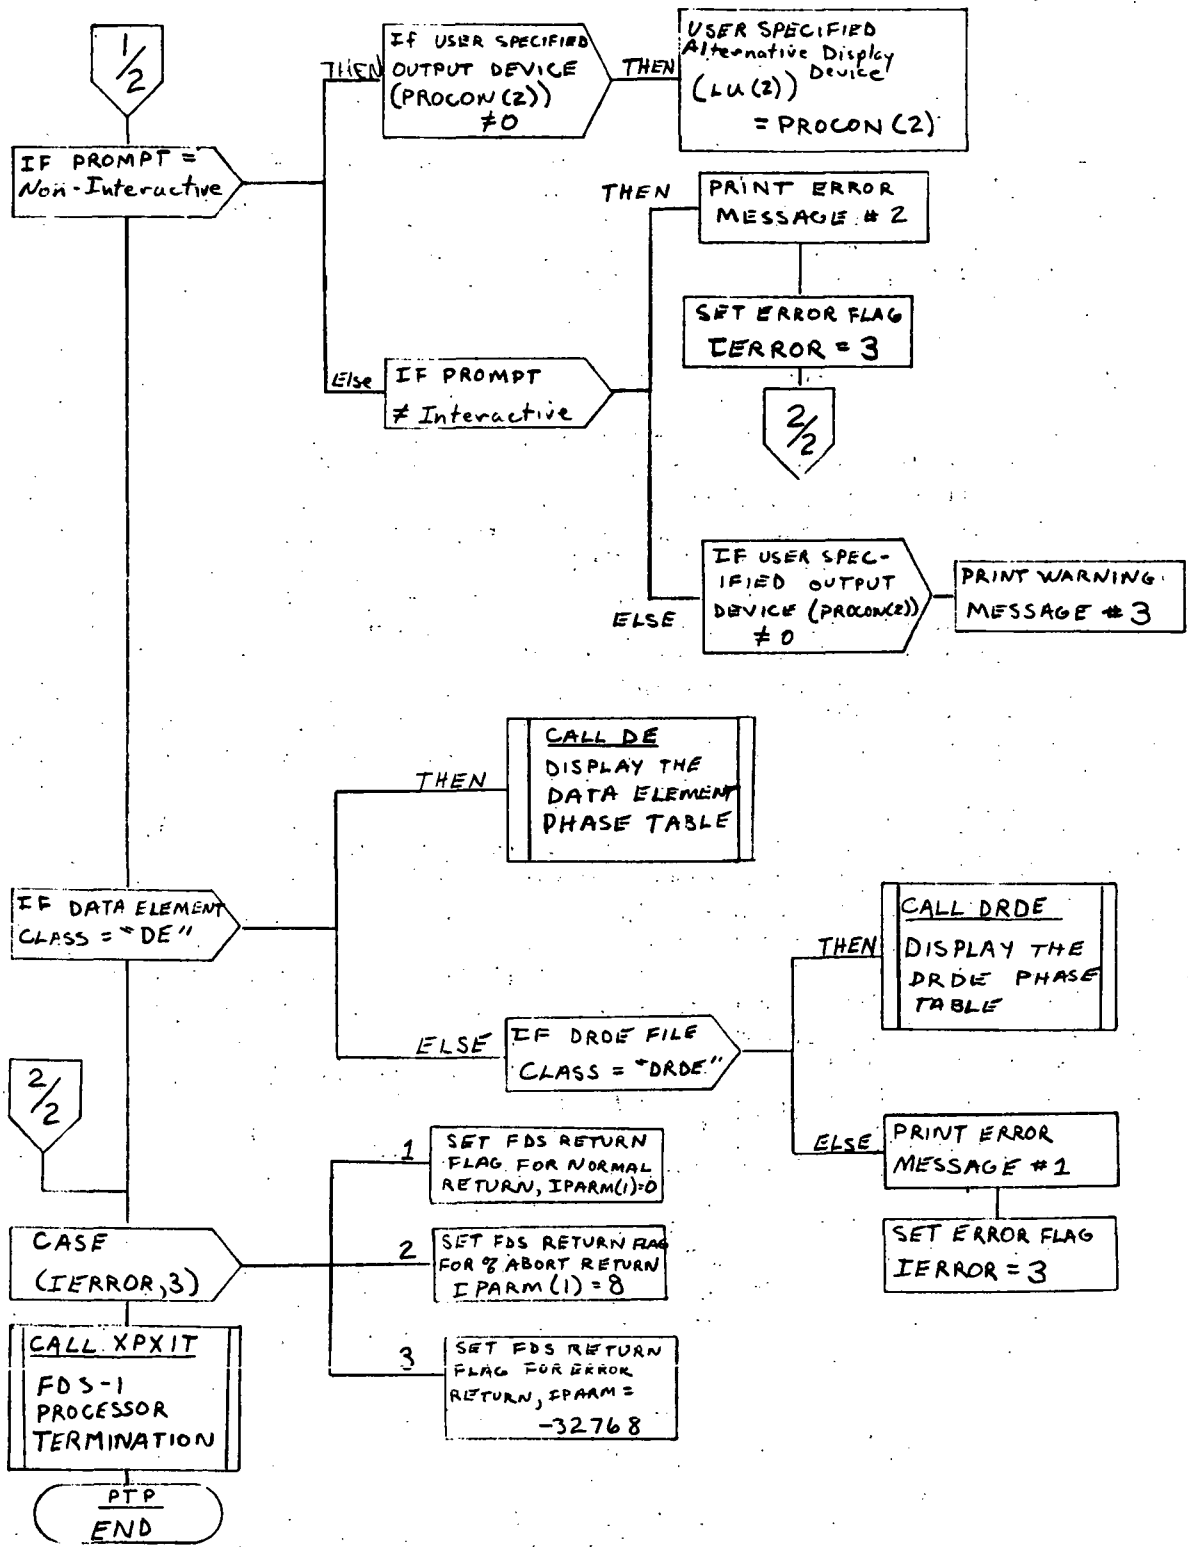 1/2
IF PROMPT =
Non-Interactive
THEN
If USER SPECIFIED
OUTPUT DEVICE
(PROCON(2))
≠0
THEN
USER SPECIFIED
Alternative Display
Device
(LU(2))
= PROCON(2)
Else
IF PROMPT
≠ Interactive
THEN
PRINT ERROR
MESSAGE # 2
SET ERROR FLAG
IERROR = 3
2/2
ELSE
IF USER SPEC-
IFIED OUTPUT
DEVICE (PROCON(2))
≠ 0
PRINT WARNING
MESSAGE # 3
IF DATA ELEMENT
CLASS = "DE"
THEN
CALL DE
DISPLAY THE
DATA ELEMENT
PHASE TABLE
ELSE
IF DRDE FILE
CLASS = "DRDE"
THEN
CALL DRDE
DISPLAY THE
DRDE PHASE
TABLE
ELSE
PRINT ERROR
MESSAGE #1
SET ERROR FLAG
IERROR = 3
2/2
CASE
(IERROR,3)
1
SET FDS RETURN
FLAG FOR NORMAL
RETURN, IPARM(1)=0
2
SET FDS RETURN FLAG
FOR % ABORT RETURN
IPARM(1) = 8
3
SET FDS RETURN
FLAG FOR ERROR
RETURN, IPARM =
-32768
CALL XPXIT
FDS-1
PROCESSOR
TERMINATION
PTP
END